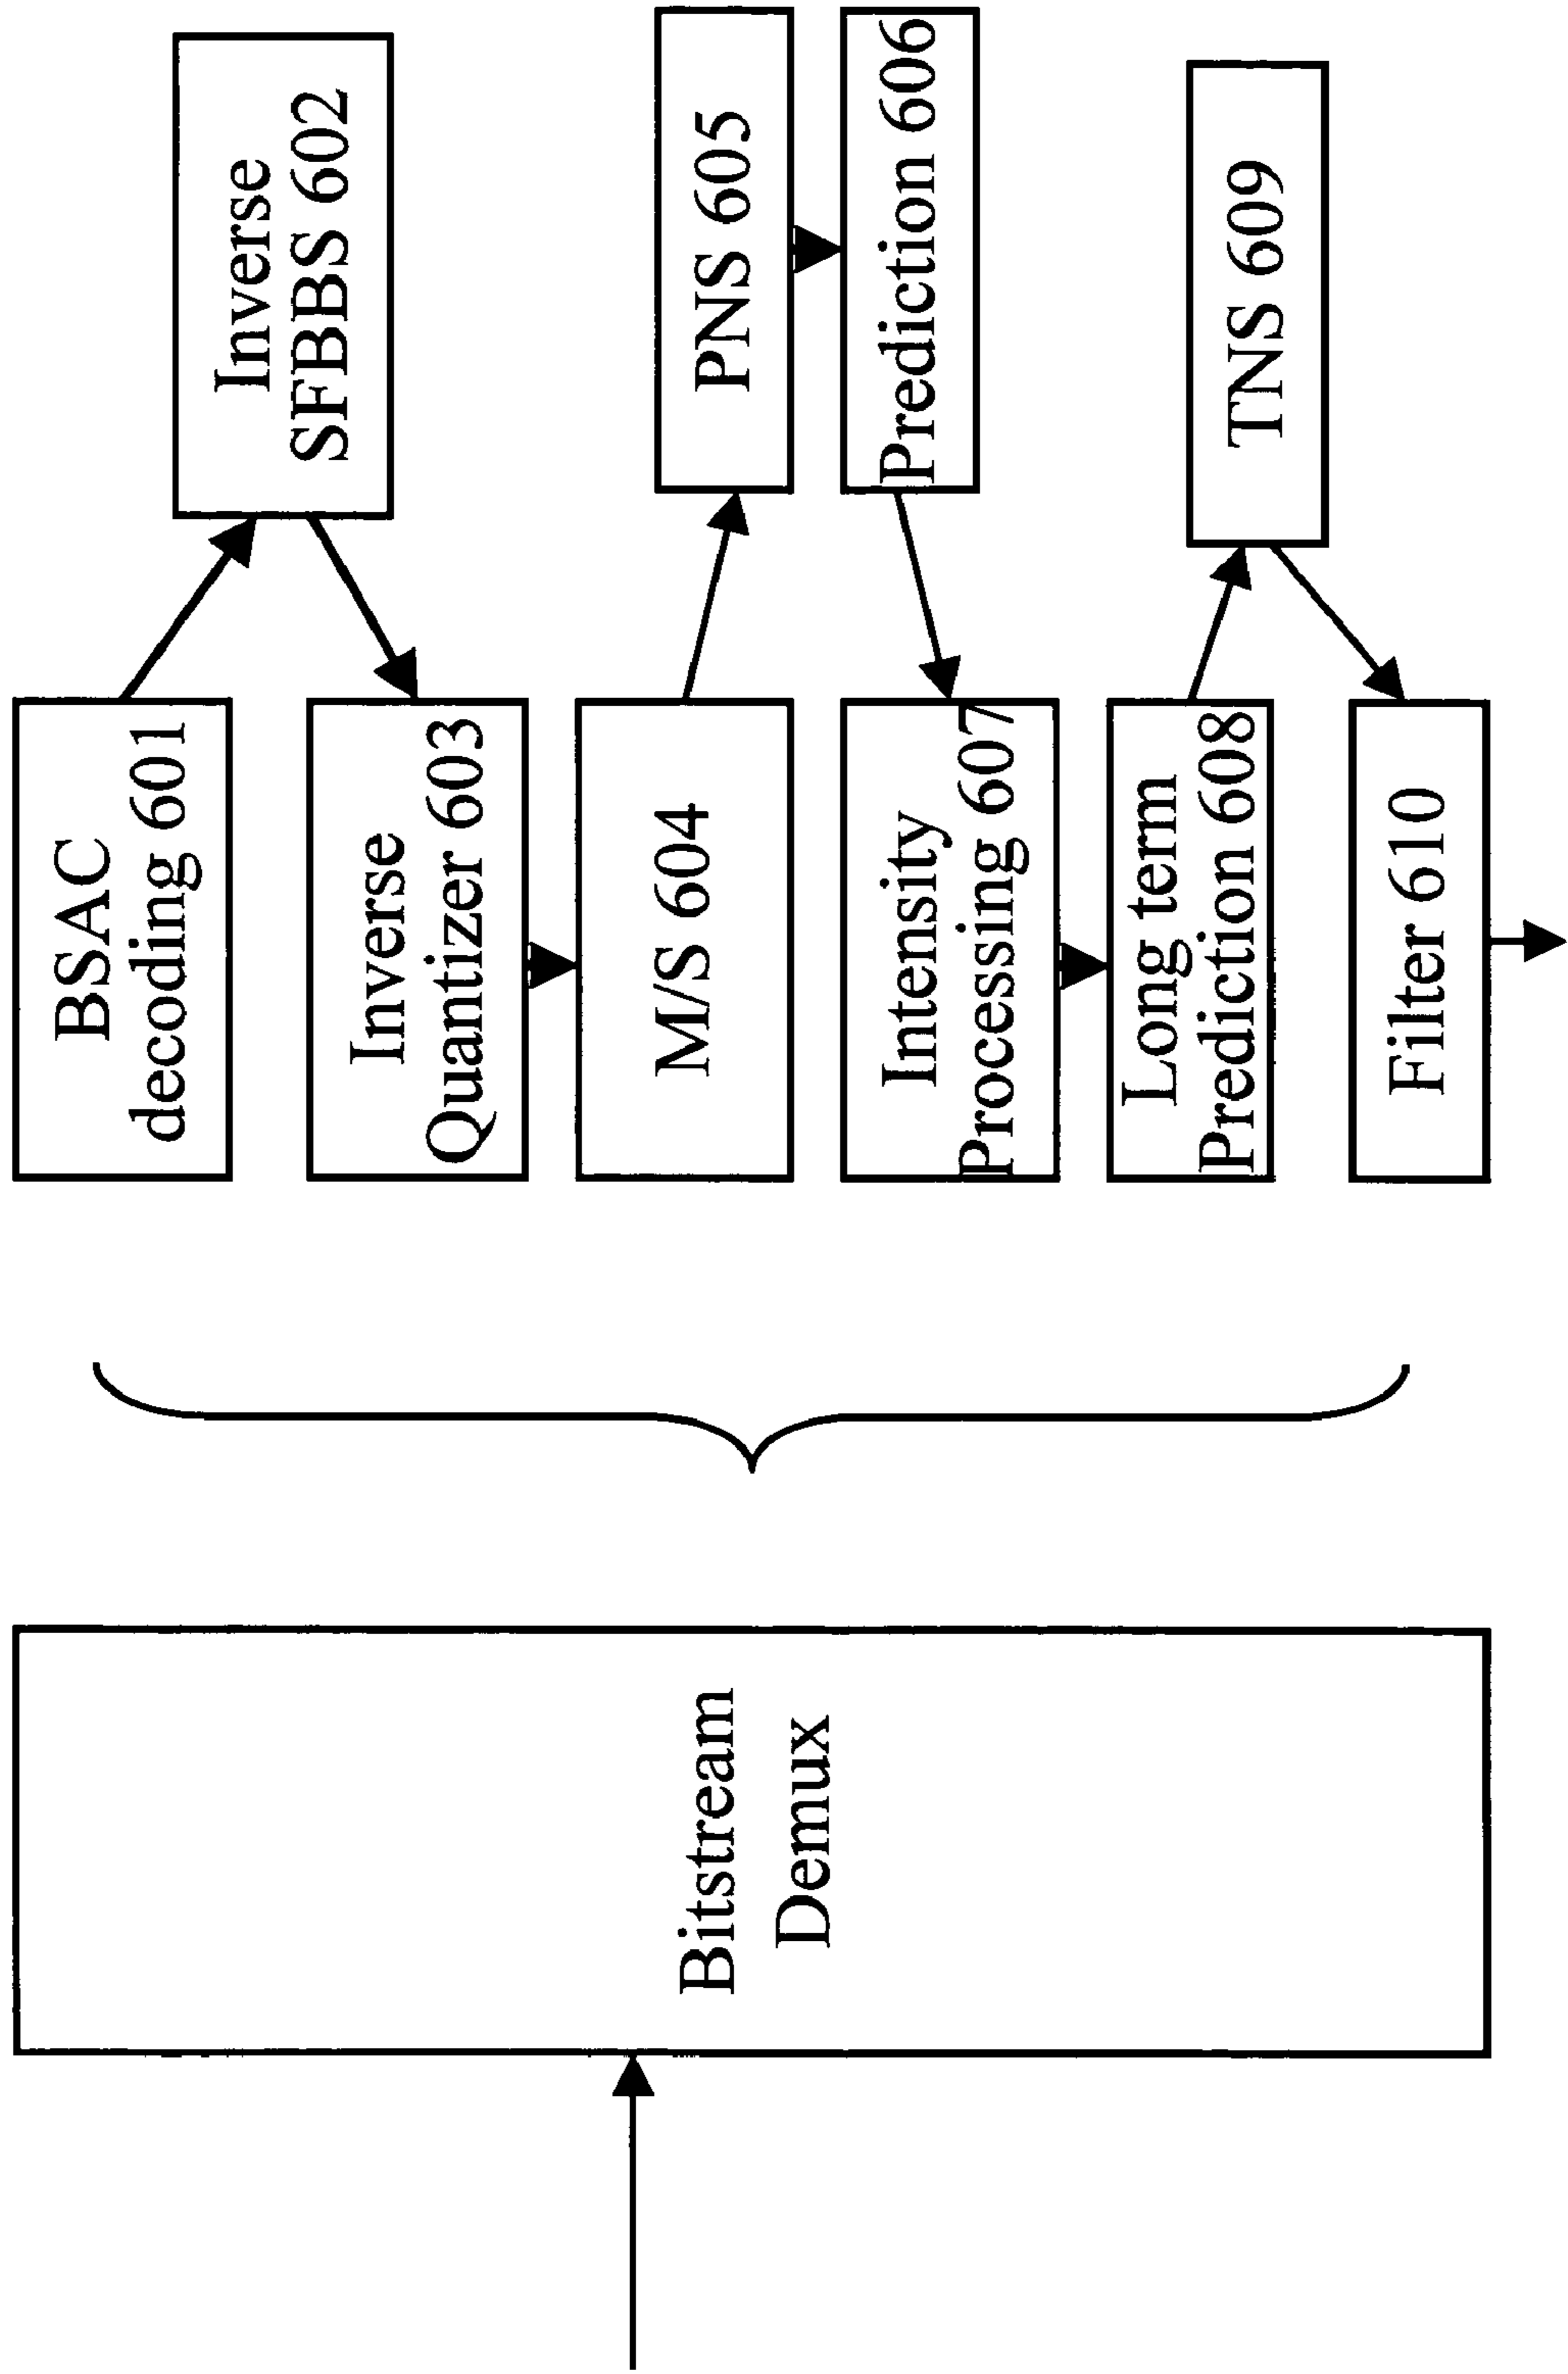 Bitstream
Demux
BSAC
decoding 601
Inverse
SFBBS 602
Inverse
Quantizer 603
M/S 604
PNS 605
Prediction 606
Intensity
Processing 607
Long term
Prediction 608
TNS 609
Filter 610